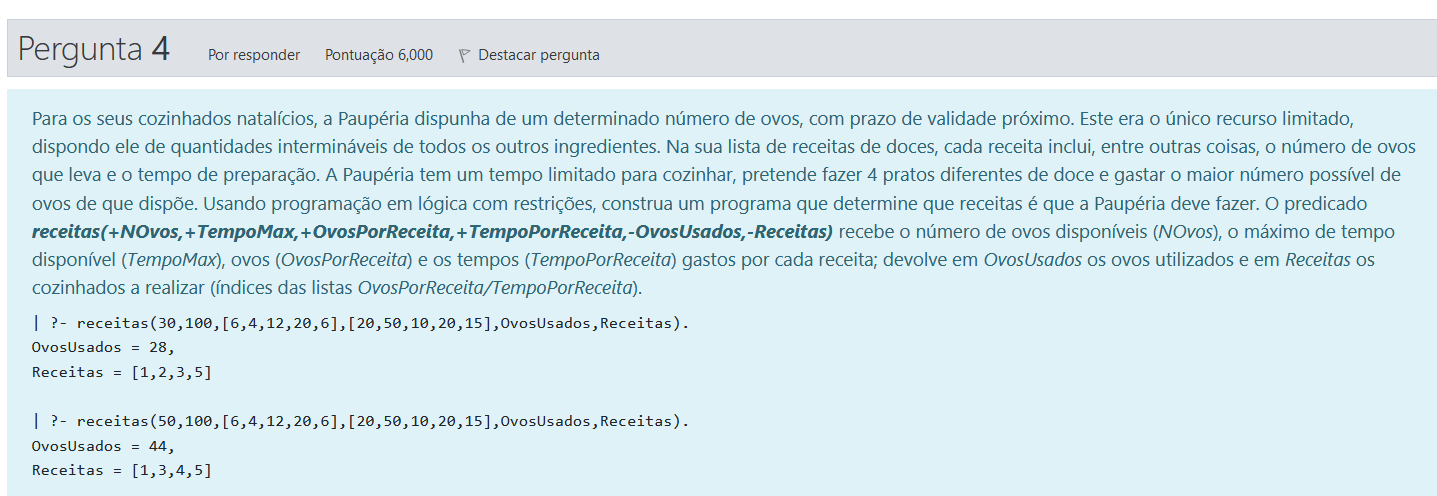 Pergunta 4 Por responder Pontuação 6,000 Destacar pergunta
Para os seus cozinhados natalícios, a Paupéria dispunha de um determinado número de ovos, com prazo de validade próximo. Este era o único recurso limitado,
dispondo ele de quantidades intermináveis de todos os outros ingredientes. Na sua lista de receitas de doces, cada receita inclui, entre outras coisas, o número de ovos
que leva e o tempo de preparação. A Paupéria tem um tempo limitado para cozinhar, pretende fazer 4 pratos diferentes de doce e gastar o maior número possível de
ovos de que dispõe. Usando programação em lógica com restrições, construa um programa que determine que receitas é que a Paupéria deve fazer. O predicado
receitas(+NOvos,+TempoMax,+OvosPorReceita,+TempoPorReceita,-OvosUsados,-Receitas) recebe o número de ovos disponíveis (NOvos), o máximo de tempo
disponível (TempoMax), ovos (OvosPorReceita) e os tempos (TempoPorReceita) gastos por cada receita; devolve em OvosUsados os ovos utilizados e em Receitas os
cozinhados a realizar (índices das listas OvosPorReceita/TempoPorReceita).
| ?- receitas(30,100,[6,4,12,20,6],[20,50,10,20,15],OvosUsados,Receitas).
OvosUsados = 28,
Receitas = [1,2,3,5]
| ?- receitas(50,100,[6,4,12,20,6],[20,50,10,20,15],OvosUsados,Receitas).
OvosUsados = 44,
Receitas = [1,3,4,5]